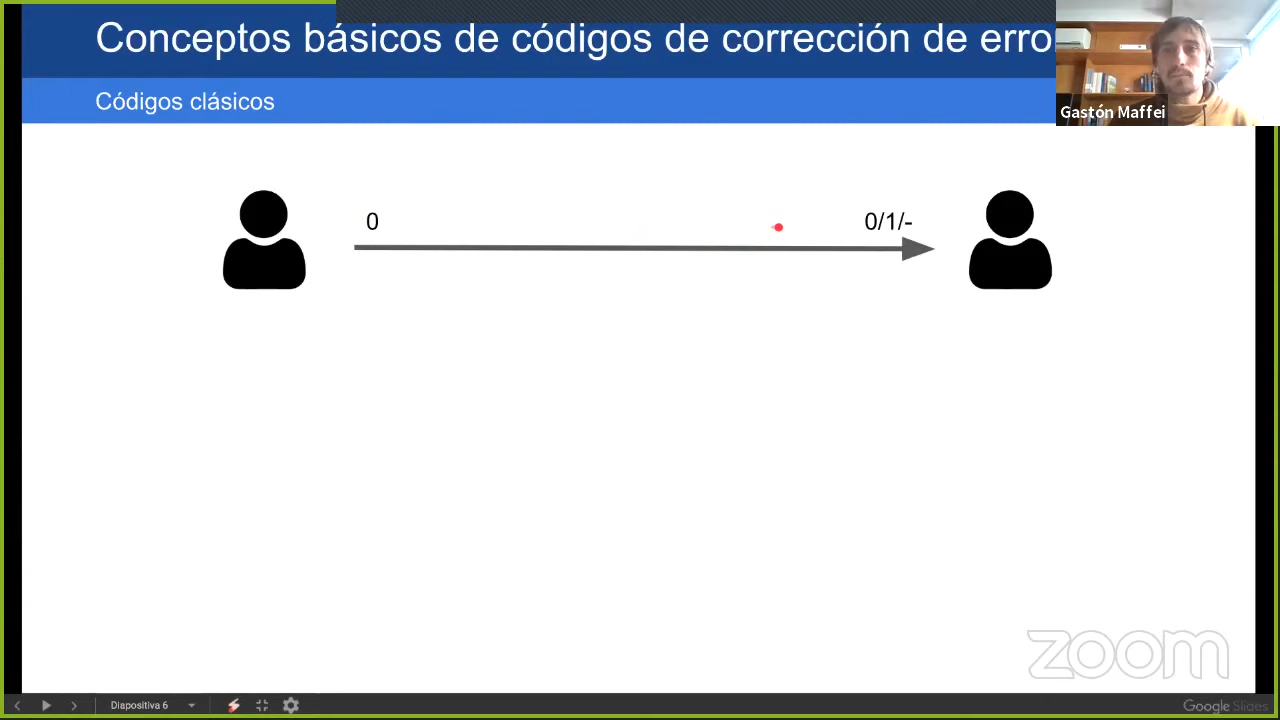 Conceptos básicos de códigos de corrección de erro
Códigos clásicos
Gastón Maffei
0
0/1/-
zoom
Diapositiva 6
Google Slides